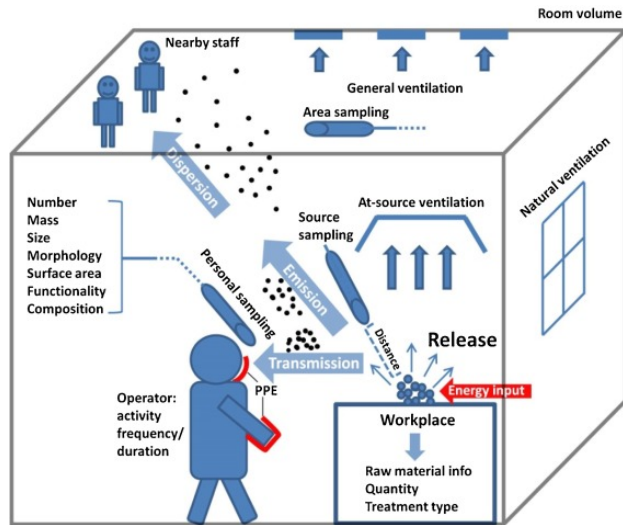 Room volume
Nearby staff
General ventilation
Area sampling
Dispersion
Natural ventilation
Number
Mass
Size
Morphology
Surface area
Functionality
Composition
Source
sampling
At-source ventilation
Emission
Personal sampling
Distance
Release
Transmission
Energy input
PPE
Operator:
activity
frequency/
duration
Workplace
Raw material info
Quantity
Treatment type